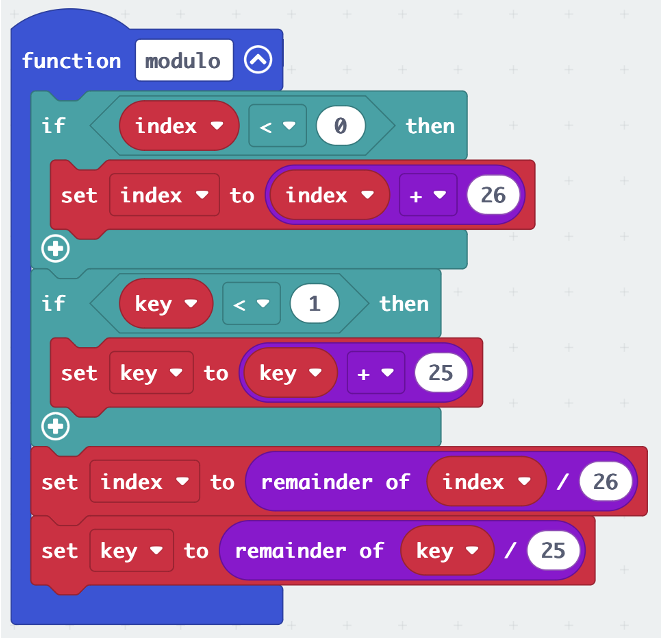 function modulo
if index < 0 then
set index to index + 26
if key < 1 then
set key to key + 25
set index to remainder of index / 26
set key to remainder of key / 25